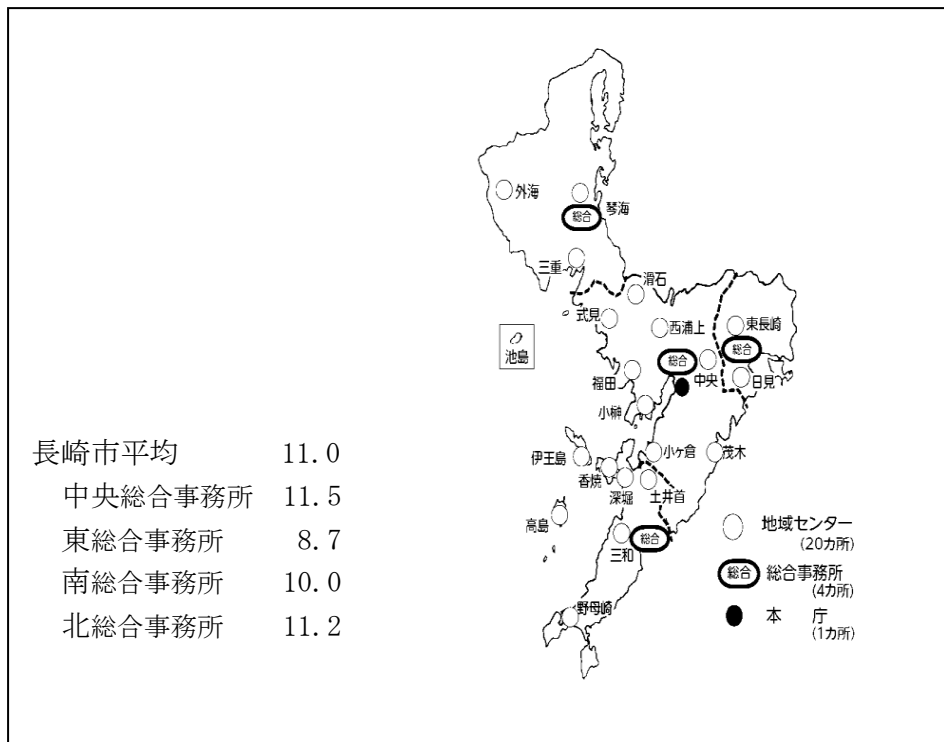 外海
琴海
総合
三重
滑石
式見
西浦上
東長崎
池島
総合
総合
中央
日見
福田
小榊
長崎市平均 11.0
中央総合事務所 11.5
東総合事務所 8.7
南総合事務所 10.0
北総合事務所 11.2
伊王島
香焼
小ヶ倉
茂木
深堀
土井首
高島
三和
総合
野母崎
地域センター
(20カ所)
総合 総合事務所
(4カ所)
本 庁
(1カ所)